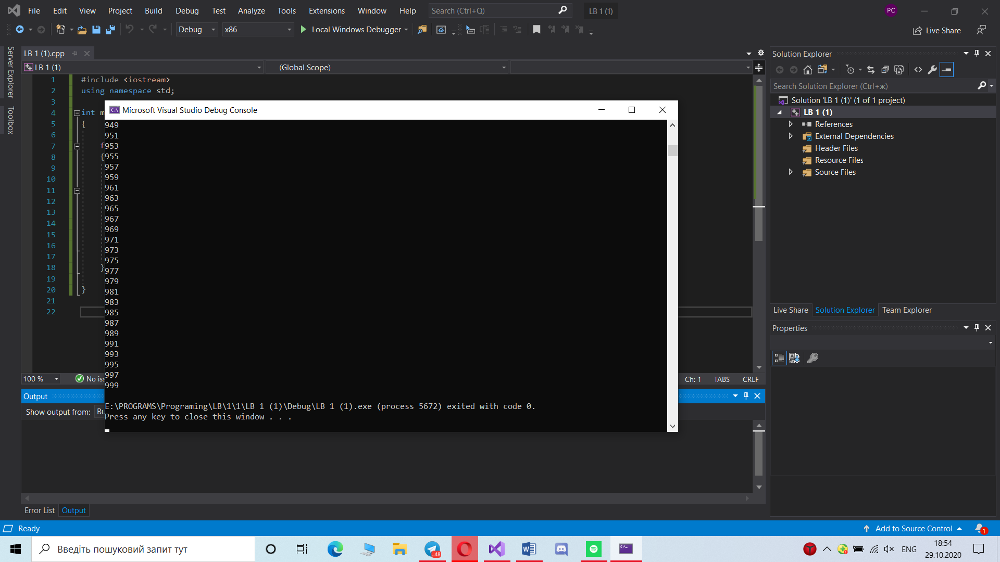 File Edit View Project Build Debug Test Analyze Tools Extensions Window Help Search (Ctrl+Q) LB 1 (1) PC
Debug x86 Local Windows Debugger Live Share
Server Explorer
Toolbox
LB 1 (1).cpp
LB 1 (1) (Global Scope)
1 #include <iostream>
2 using namespace std;
3
4 int m
5 {
6
7 f
8 {
9
10
11
12
13
14
15
16
17
18 }
19
20 }
21
22
Microsoft Visual Studio Debug Console
949
951
953
955
957
959
961
963
965
967
969
971
973
975
977
979
981
983
985
987
989
991
993
995
997
999
E:\PROGRAMS\Programing\LB\1\1\LB 1 (1)\Debug\LB 1 (1).exe (process 5672) exited with code 0.
Press any key to close this window . . .
100 % No iss Ch: 1 TABS CRLF
Output
Show output from: Bu
Error List Output
Solution Explorer
Search Solution Explorer (Ctrl+ж)
Solution 'LB 1 (1)' (1 of 1 project)
LB 1 (1)
References
External Dependencies
Header Files
Resource Files
Source Files
Live Share Solution Explorer Team Explorer
Properties
Ready Add to Source Control 1
Введіть пошуковий запит тут
..48
ENG
18:54
29.10.2020